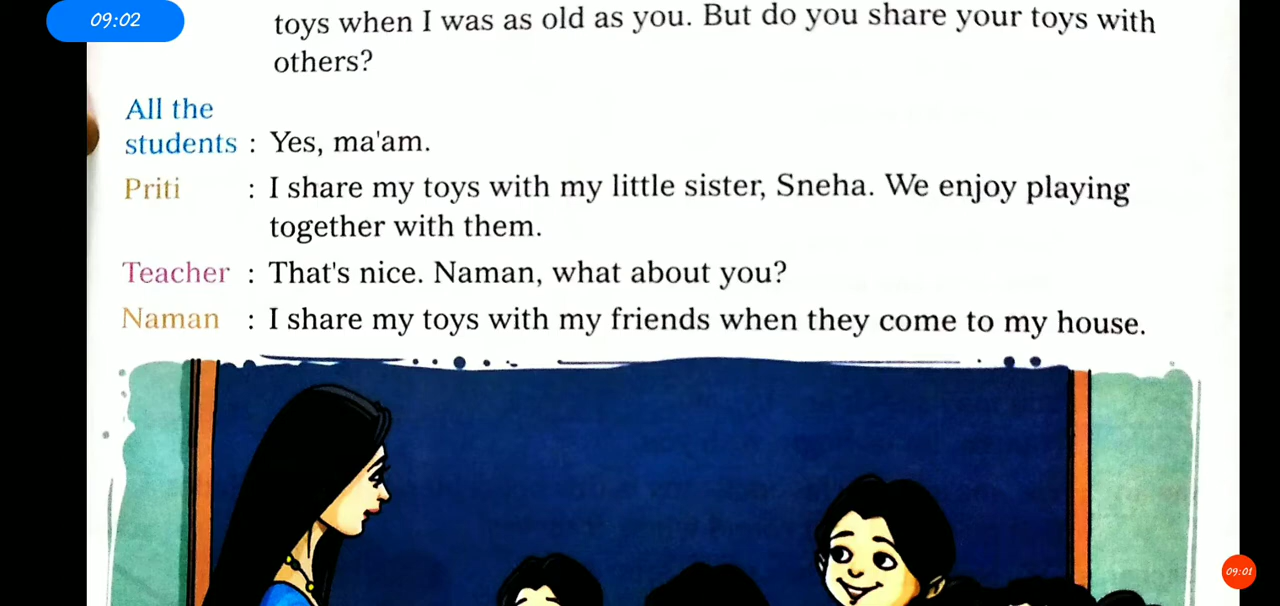 09:02
toys when I was as old as you. But do you share your toys with
others?
All the
students : Yes, ma'am.
Priti : I share my toys with my little sister, Sneha. We enjoy playing
together with them.
Teacher : That's nice. Naman, what about you?
Naman : I share my toys with my friends when they come to my house.
09:01